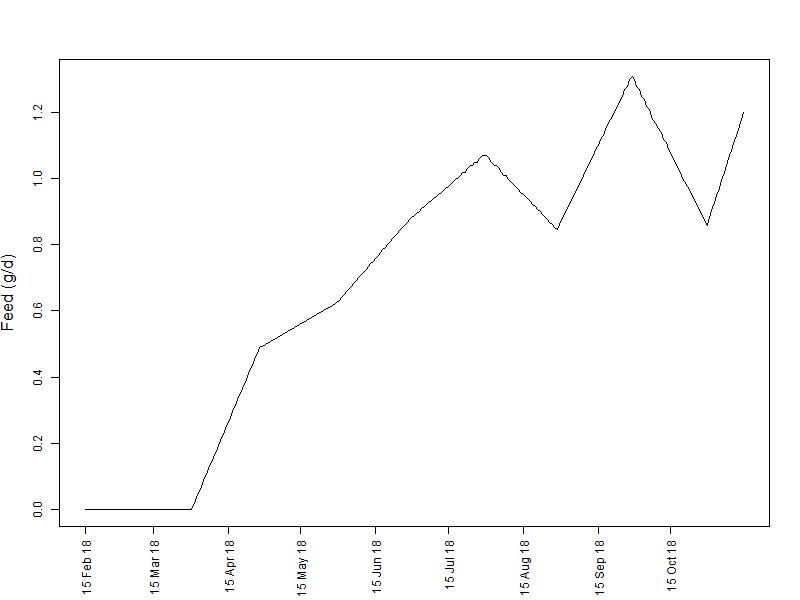 Feed (g/d)
1.2
1.0
0.8
0.6
0.4
0.2
0.0
15 Feb 18
15 Mar 18
15 Apr 18
15 May 18
15 Jun 18
15 Jul 18
15 Aug 18
15 Sep 18
15 Oct 18